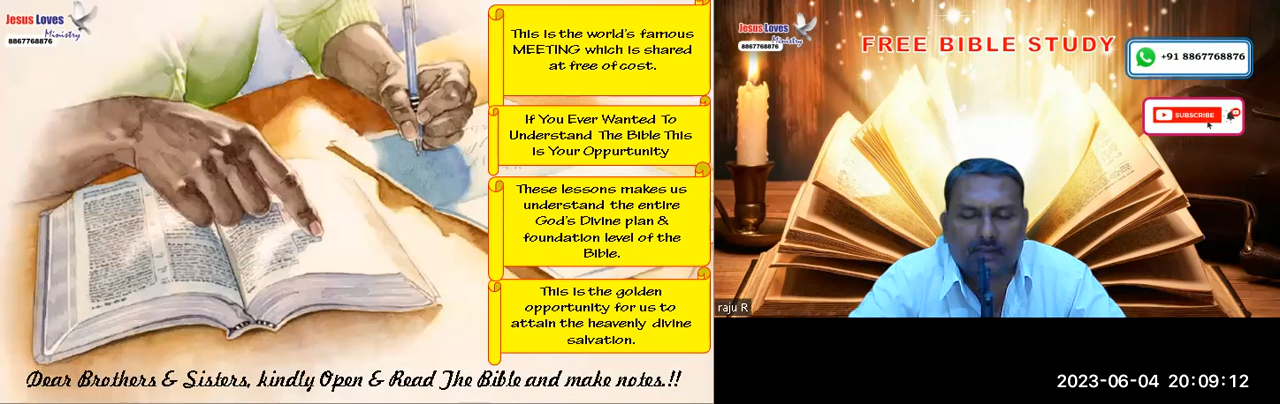 Jesus Loves
Ministry
8867768876
This is the world's famous
MEETING which is shared
at free of cost.
If You Ever Wanted To
Understand The Bible This
is Your Oppurtunity
These lessons makes us
understand the entire
God's Divine plan &
foundation level of the
Bible.
This is the golden
opportunity for us to
attain the heavenly divine
salvation.
Dear Brothers & Sisters, kindly Open & Read The Bible and make notes.!!
Jesus Loves
Ministry
8867768876
FREE BIBLE STUDY
+91 8867768876
SUBSCRIBE
raju R
2023-06-04 20:09:12